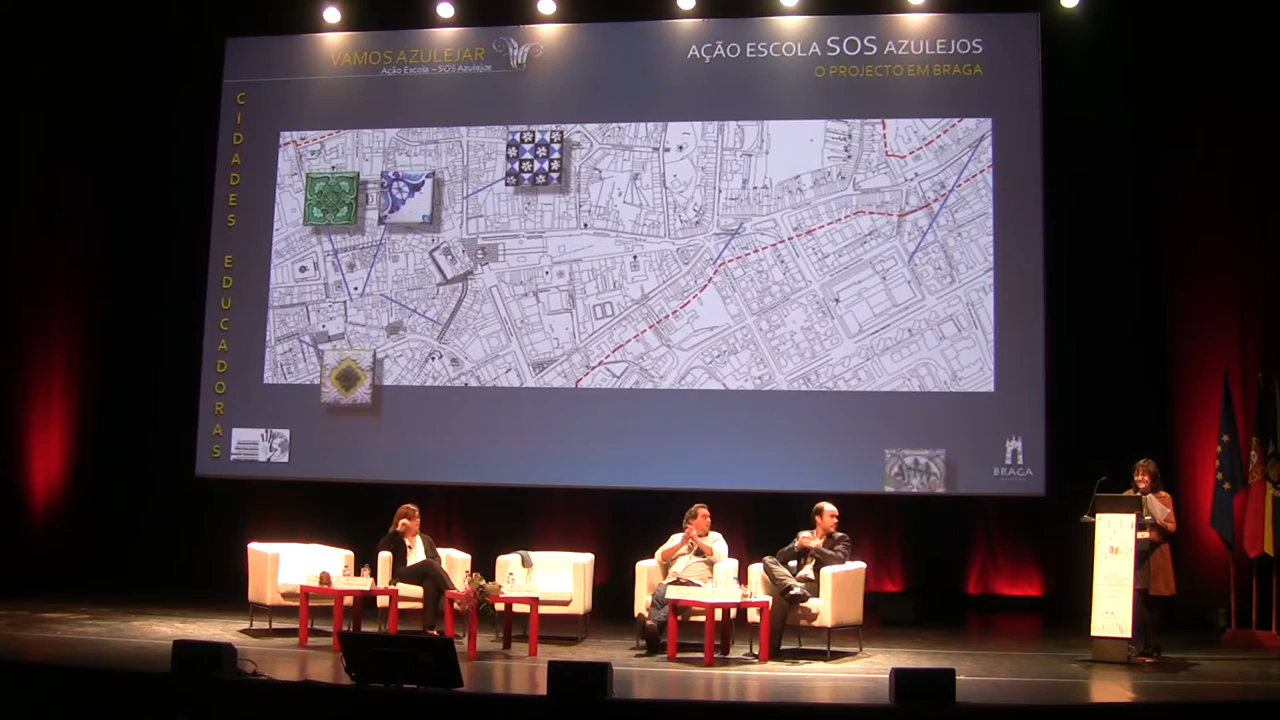 VAMOS AZULEJAR
Ação Escola – SOS Azulejos
AÇÃO ESCOLA SOS AZULEJOS
O PROJECTO EM BRAGA
CIDADES EDUCADORAS
BRAGA